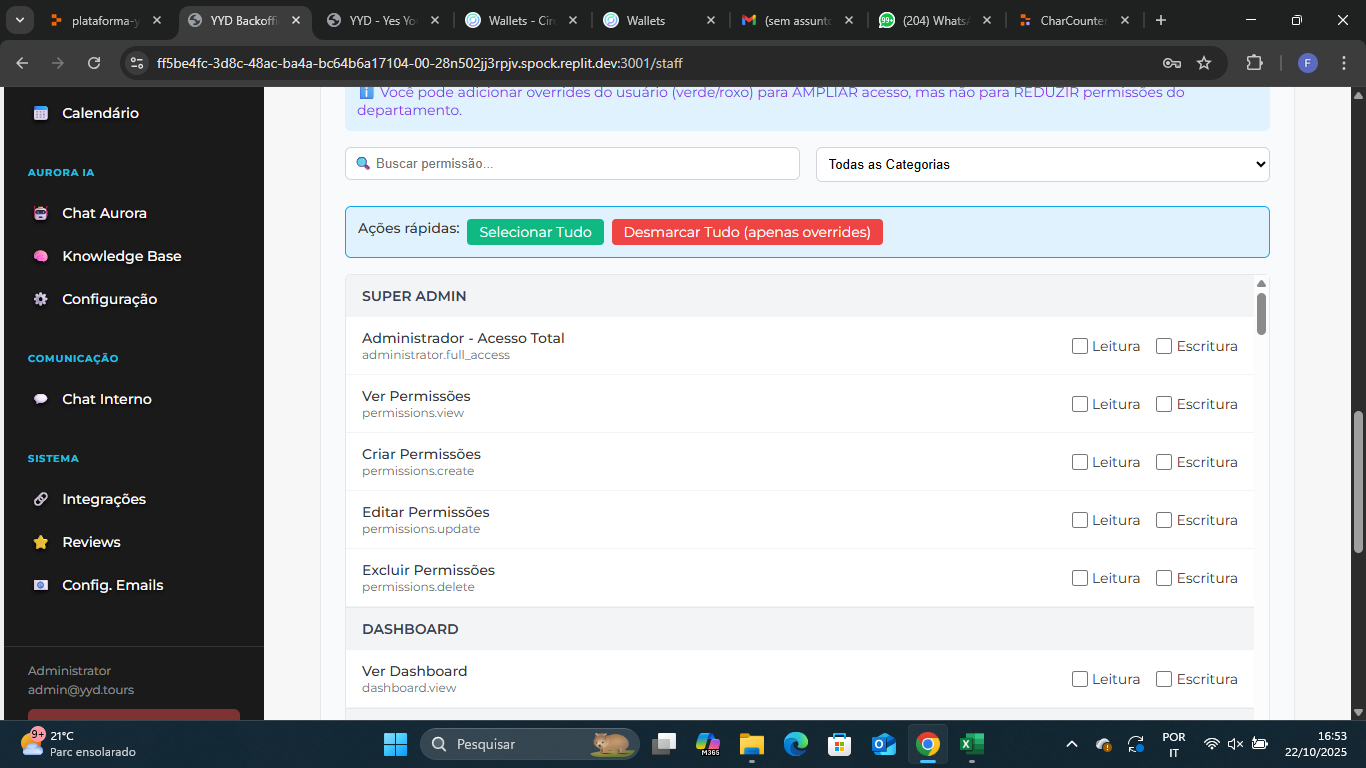 plataforma-y
YYD Backoffi
YYD - Yes Yo
Wallets - Circ
Wallets
(sem assunto
(204) WhatsA
CharCounter
ff5be4fc-3d8c-48ac-ba4a-bc64b6a17104-00-28n502jj3rpjv.spock.replit.dev:3001/staff
F
Calendário
AURORA IA
Chat Aurora
Knowledge Base
Configuração
COMUNICAÇÃO
Chat Interno
SISTEMA
Integrações
Reviews
Config. Emails
Administrator
admin@yyd.tours
Você pode adicionar overrides do usuário (verde/roxo) para AMPLIAR acesso, mas não para REDUZIR permissões do
departamento.
Buscar permissão...
Todas as Categorias
Ações rápidas: Selecionar Tudo Desmarcar Tudo (apenas overrides)
SUPER ADMIN
Administrador - Acesso Total
administrator.full_access
Leitura Escritura
Ver Permissões
permissions.view
Leitura Escritura
Criar Permissões
permissions.create
Leitura Escritura
Editar Permissões
permissions.update
Leitura Escritura
Excluir Permissões
permissions.delete
Leitura Escritura
DASHBOARD
Ver Dashboard
dashboard.view
Leitura Escritura
9+
21°C
Parc ensolarado
Pesquisar
M365
POR
IT
16:53
22/10/2025